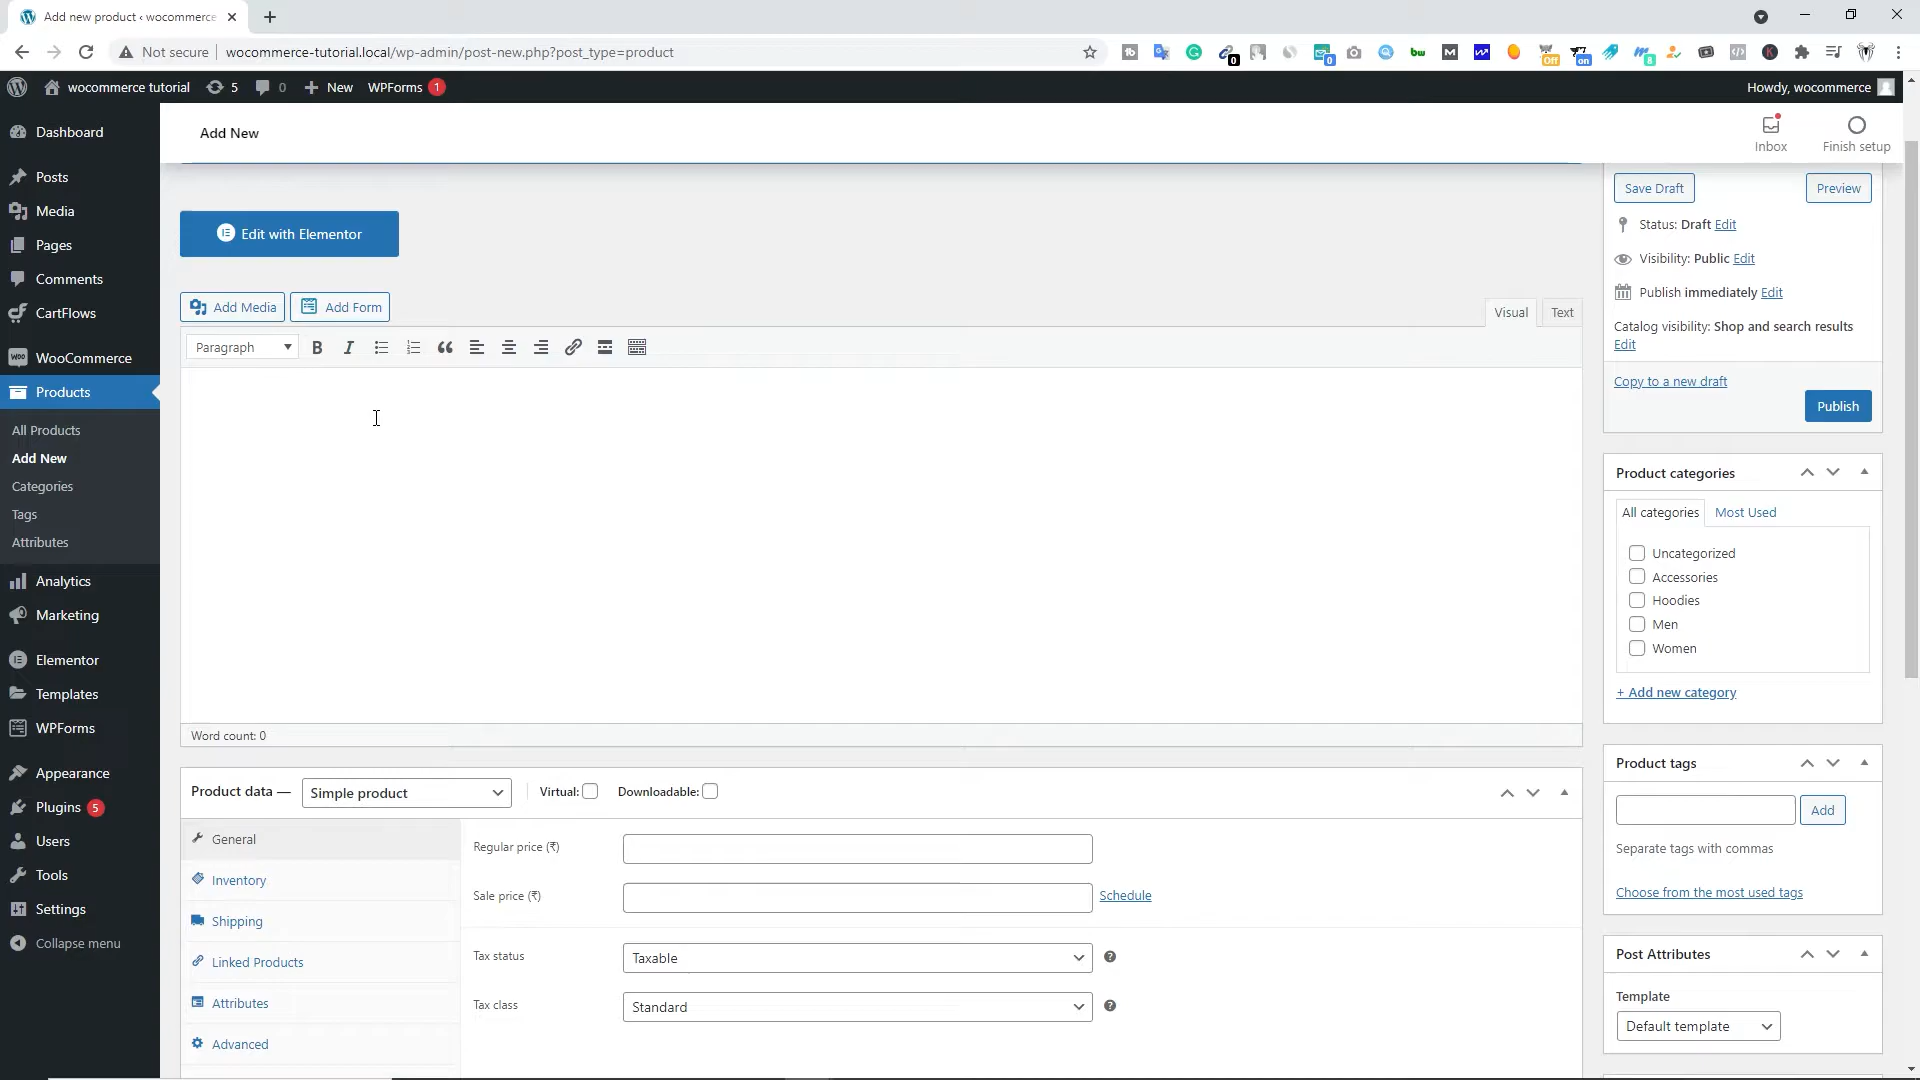 Add new product ‹ wocommerce
Not secure
wocommerce-tutorial.local/wp-admin/post-new.php?post_type=product
wocommerce tutorial
5
0
New
WPForms
1
Howdy, wocommerce
Add New
Inbox
Finish setup
Dashboard
Posts
Media
Pages
Comments
CartFlows
WooCommerce
Products
All Products
Add New
Categories
Tags
Attributes
Analytics
Marketing
Elementor
Templates
WPForms
Appearance
Plugins 5
Users
Tools
Settings
Collapse menu
Edit with Elementor
Add Media
Add Form
Visual
Text
Paragraph
Word count: 0
Product data —
Simple product
Virtual:
Downloadable:
General
Inventory
Shipping
Linked Products
Attributes
Advanced
Regular price (₹)
Sale price (₹)
Schedule
Tax status
Taxable
Tax class
Standard
Save Draft
Preview
Status: Draft Edit
Visibility: Public Edit
Publish immediately Edit
Catalog visibility: Shop and search results
Edit
Copy to a new draft
Publish
Product categories
All categories
Most Used
Uncategorized
Accessories
Hoodies
Men
Women
+ Add new category
Product tags
Add
Separate tags with commas
Choose from the most used tags
Post Attributes
Template
Default template